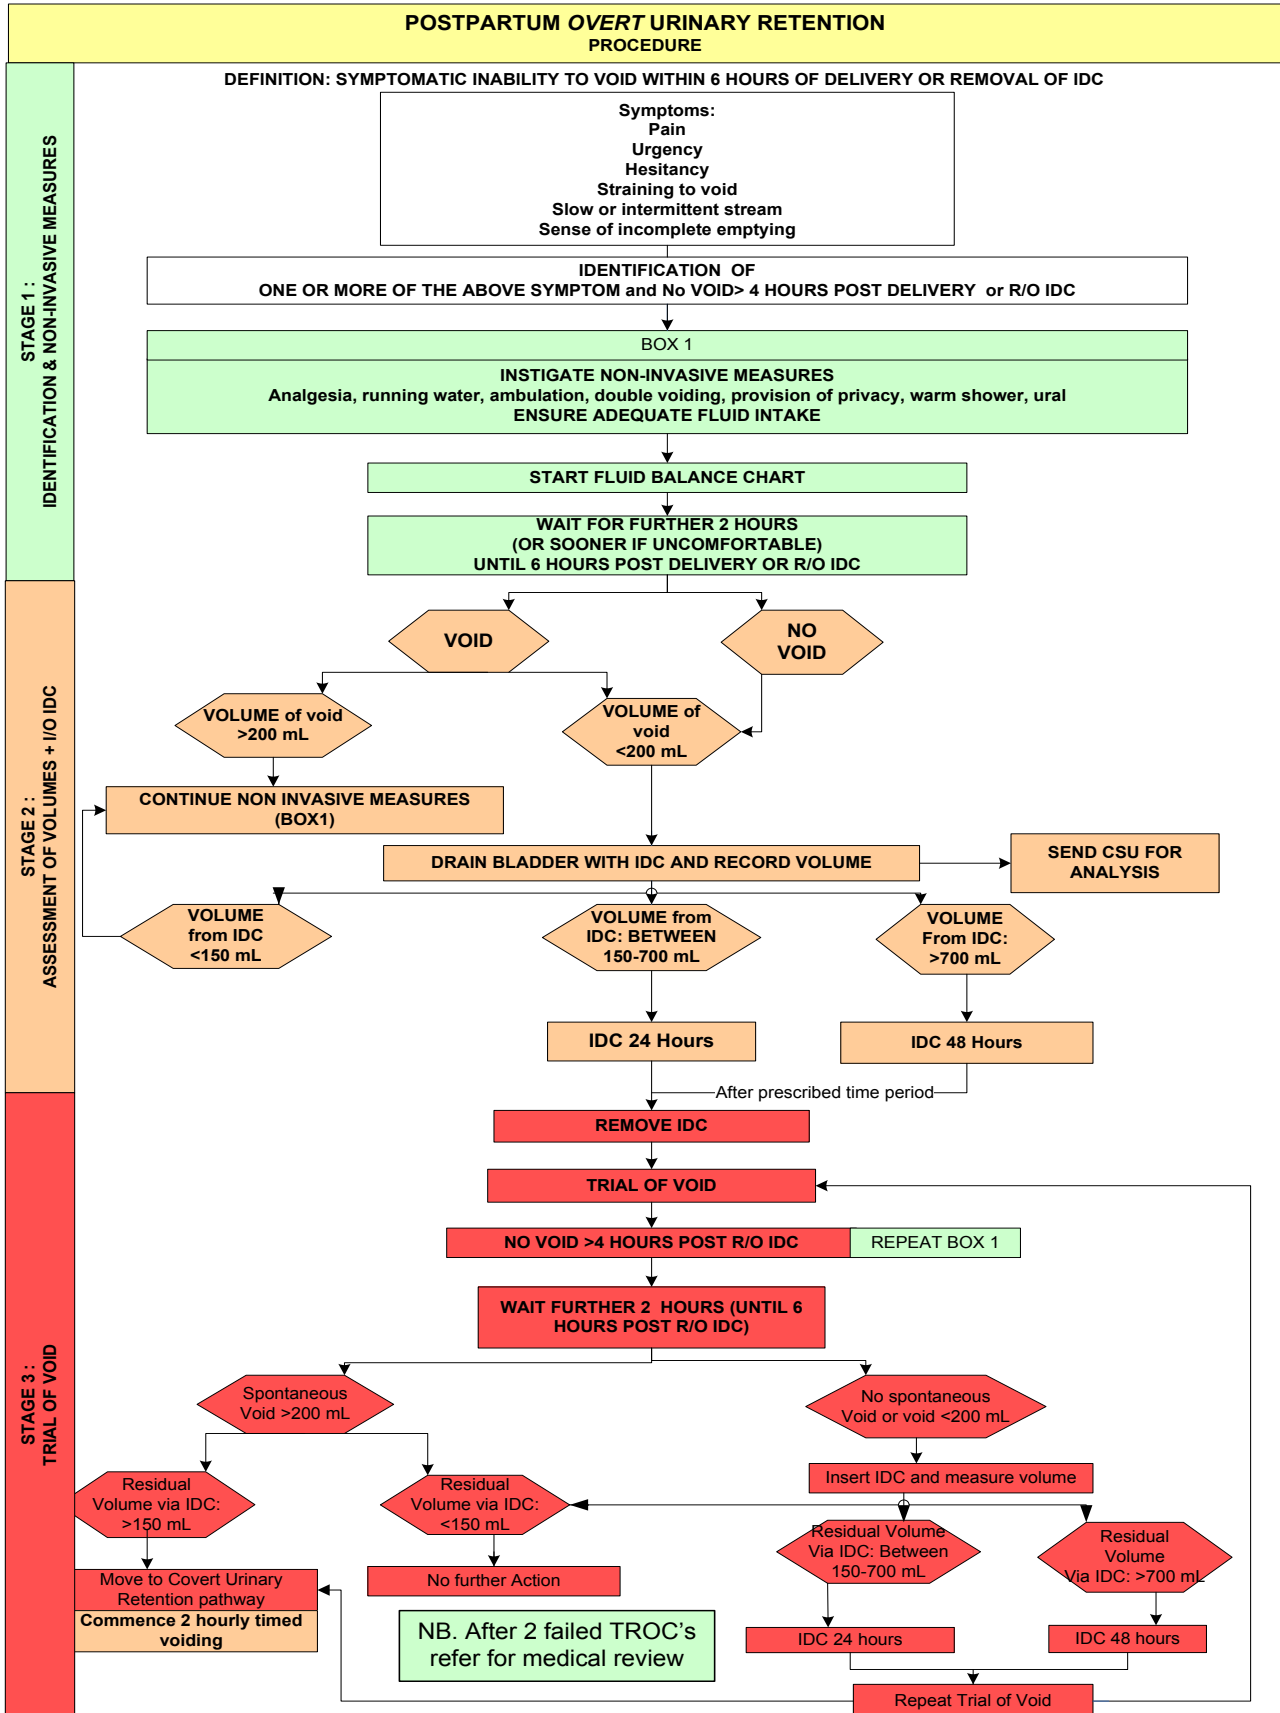 POSTPARTUM OVERT URINARY RETENTION
PROCEDURE
STAGE 1 :
IDENTIFICATION & NON-INVASIVE MEASURES
DEFINITION: SYMPTOMATIC INABILITY TO VOID WITHIN 6 HOURS OF DELIVERY OR REMOVAL OF IDC
Symptoms:
Pain
Urgency
Hesitancy
Straining to void
Slow or intermittent stream
Sense of incomplete emptying
IDENTIFICATION OF
ONE OR MORE OF THE ABOVE SYMPTOM and No VOID> 4 HOURS POST DELIVERY or R/O IDC
BOX 1
INSTIGATE NON-INVASIVE MEASURES
Analgesia, running water, ambulation, double voiding, provision of privacy, warm shower, ural
ENSURE ADEQUATE FLUID INTAKE
START FLUID BALANCE CHART
WAIT FOR FURTHER 2 HOURS
(OR SOONER IF UNCOMFORTABLE)
UNTIL 6 HOURS POST DELIVERY OR R/O IDC
STAGE 2 :
ASSESSMENT OF VOLUMES + I/O IDC
VOID
NO
VOID
VOLUME of void
>200 mL
VOLUME of
void
<200 mL
CONTINUE NON INVASIVE MEASURES
(BOX1)
DRAIN BLADDER WITH IDC AND RECORD VOLUME
SEND CSU FOR
ANALYSIS
VOLUME
from IDC
<150 mL
VOLUME from
IDC: BETWEEN
150-700 mL
VOLUME
From IDC:
>700 mL
IDC 24 Hours
IDC 48 Hours
After prescribed time period
STAGE 3 :
TRIAL OF VOID
REMOVE IDC
TRIAL OF VOID
NO VOID >4 HOURS POST R/O IDC
REPEAT BOX 1
WAIT FURTHER 2 HOURS (UNTIL 6
HOURS POST R/O IDC)
Spontaneous
Void >200 mL
No spontaneous
Void or void <200 mL
Insert IDC and measure volume
Residual
Volume via IDC:
>150 mL
Residual
Volume via IDC:
<150 mL
Residual Volume
Via IDC: Between
150-700 mL
Residual
Volume
Via IDC: >700 mL
Move to Covert Urinary
Retention pathway
Commence 2 hourly timed
voiding
No further Action
NB. After 2 failed TROC's
refer for medical review
IDC 24 hours
IDC 48 hours
Repeat Trial of Void